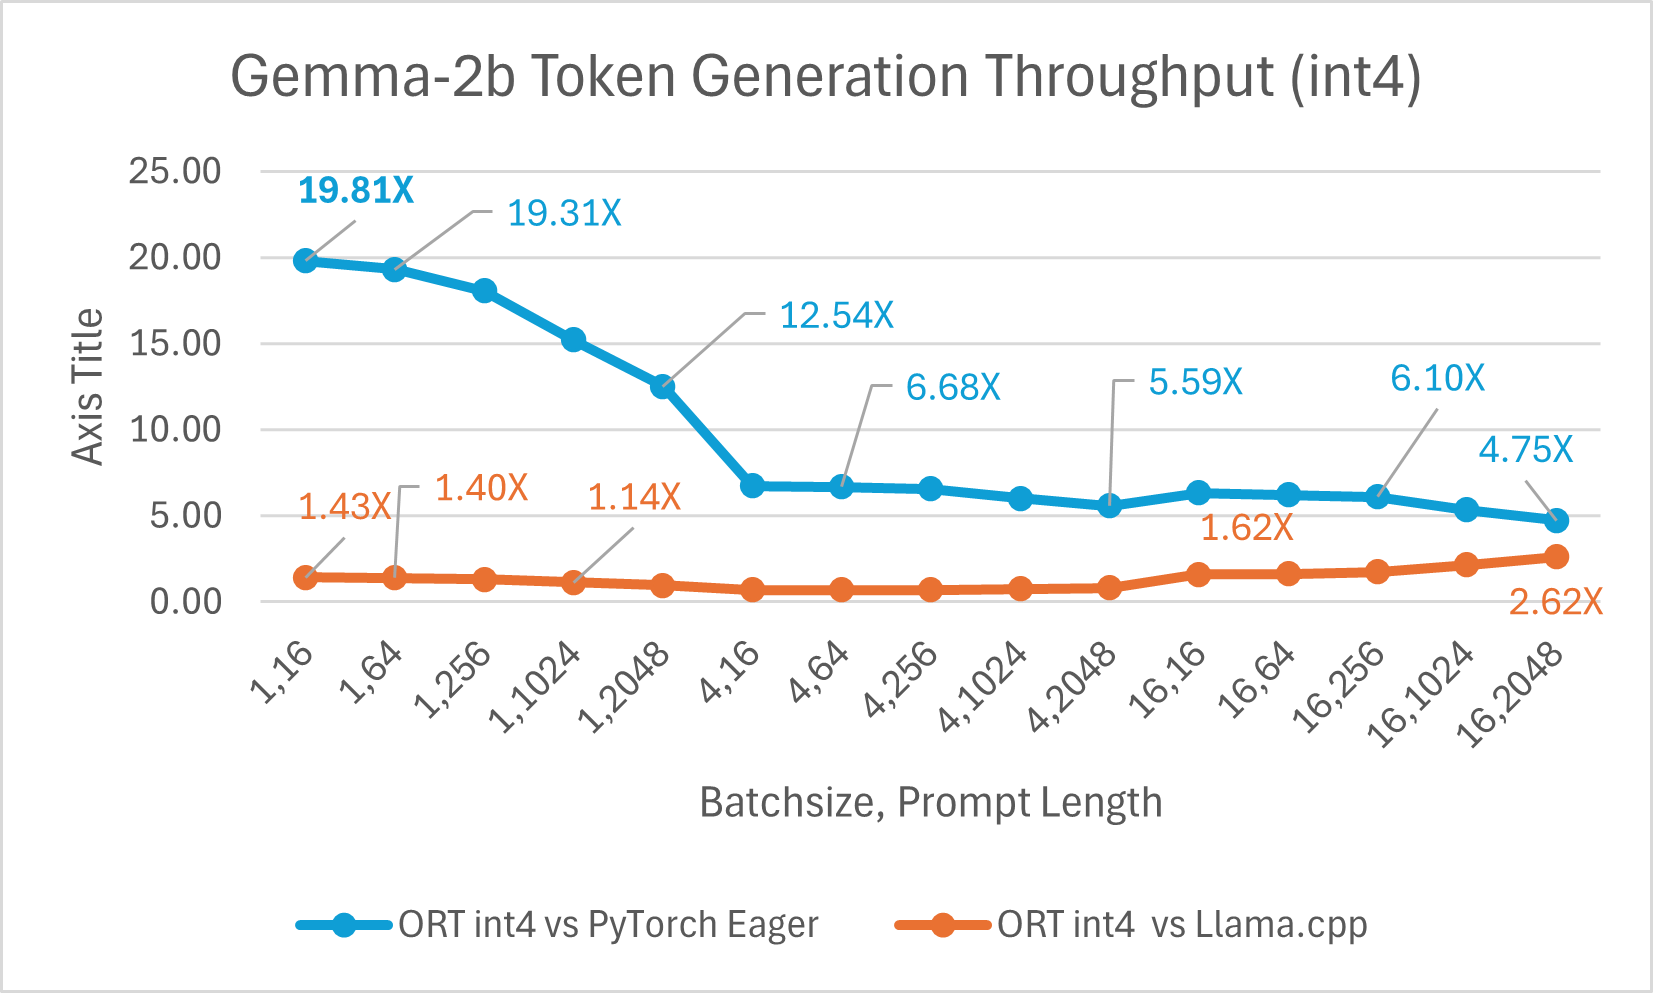 Gemma-2b Token Generation Throughput (int4)
25.00
20.00
15.00
10.00
5.00
0.00
Axis Title
19.81X
19.31X
12.54X
6.68X
5.59X
6.10X
4.75X
1.43X
1.40X
1.14X
1.62X
2.62X
1,16
1,64
1,256
1,1024
1,2048
4,16
4,64
4,256
4,1024
4,2048
16,16
16,64
16,256
16,1024
16,2048
Batchsize, Prompt Length
ORT int4 vs PyTorch Eager
ORT int4  vs Llama.cpp